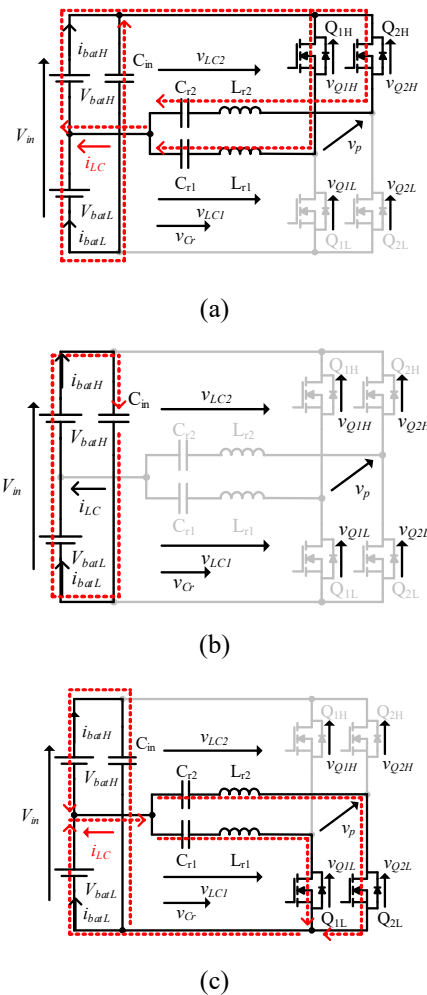 i_batH C_in v_LC2 Q_1H Q_2H
V_batH C_r2 L_r2 v_Q1H v_Q2H
V_in
i_LC C_r1 L_r1 v_p v_Q1L v_Q2L
V_batL v_LC1
i_batL v_Cr Q_1L Q_2L
(a)
i_batH C_in v_LC2 Q_1H Q_2H
V_batH C_r2 L_r2 v_Q1H v_Q2H
V_in
i_LC C_r1 L_r1 v_p v_Q1L v_Q2L
V_batL v_LC1
i_batL v_Cr Q_1L Q_2L
(b)
i_batH C_in v_LC2 Q_1H Q_2H
V_batH C_r2 L_r2 v_Q1H v_Q2H
V_in
i_LC C_r1 L_r1 v_p v_Q1L v_Q2L
V_batL v_LC1
i_batL v_Cr Q_1L Q_2L
(c)